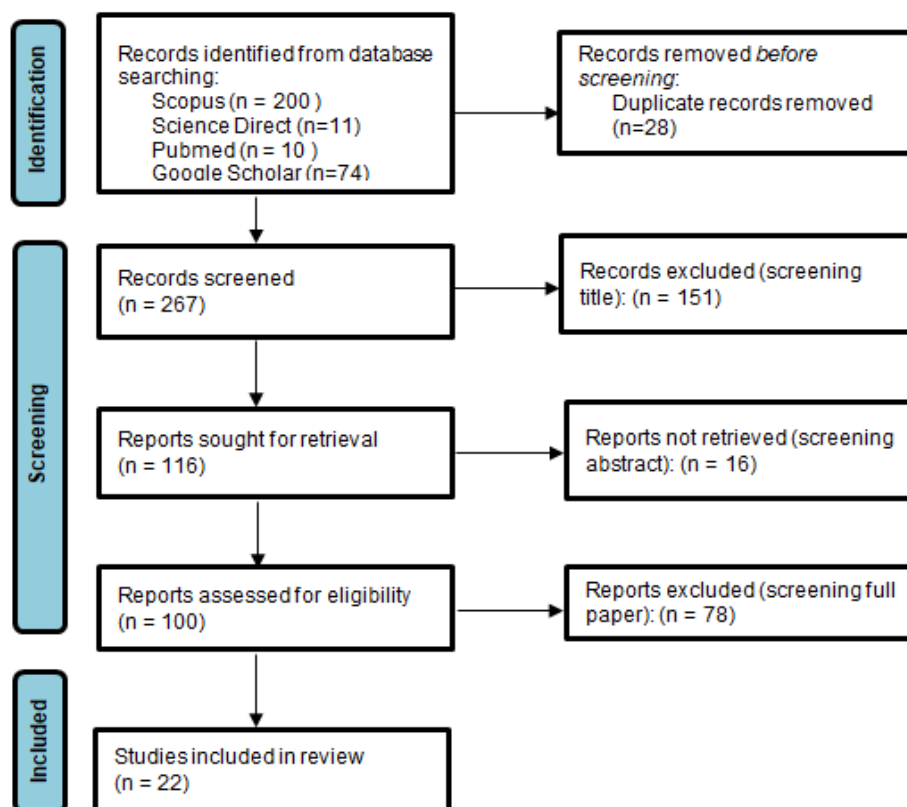 Identification
Records identified from database
searching:
Scopus (n = 200 )
Science Direct (n=11)
Pubmed (n = 10 )
Google Scholar (n=74)
Records removed before
screening:
Duplicate records removed
(n=28)
Screening
Records screened
(n = 267)
Records excluded (screening
title): (n = 151)
Reports sought for retrieval
(n = 116)
Reports not retrieved (screening
abstract): (n = 16)
Reports assessed for eligibility
(n = 100)
Reports excluded (screening full
paper): (n = 78)
Included
Studies included in review
(n = 22)